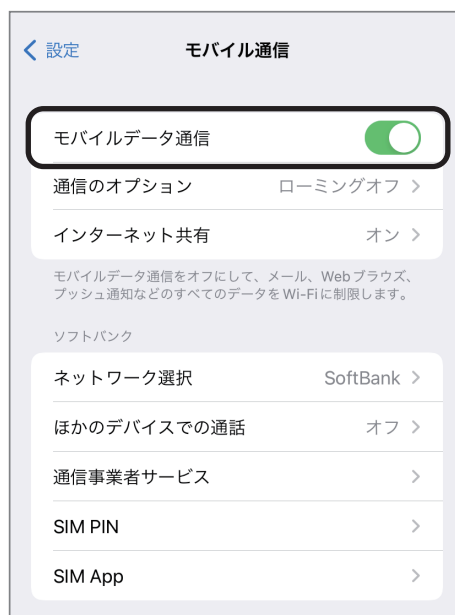 設定 モバイル通信
モバイルデータ通信
通信のオプション ローミングオフ
インターネット共有 オン
モバイルデータ通信をオフにして、メール、Webブラウズ、
プッシュ通知などのすべてのデータをWi-Fiに制限します。
ソフトバンク
ネットワーク選択 SoftBank
ほかのデバイスでの通話 オフ
通信事業者サービス
SIM PIN
SIM App